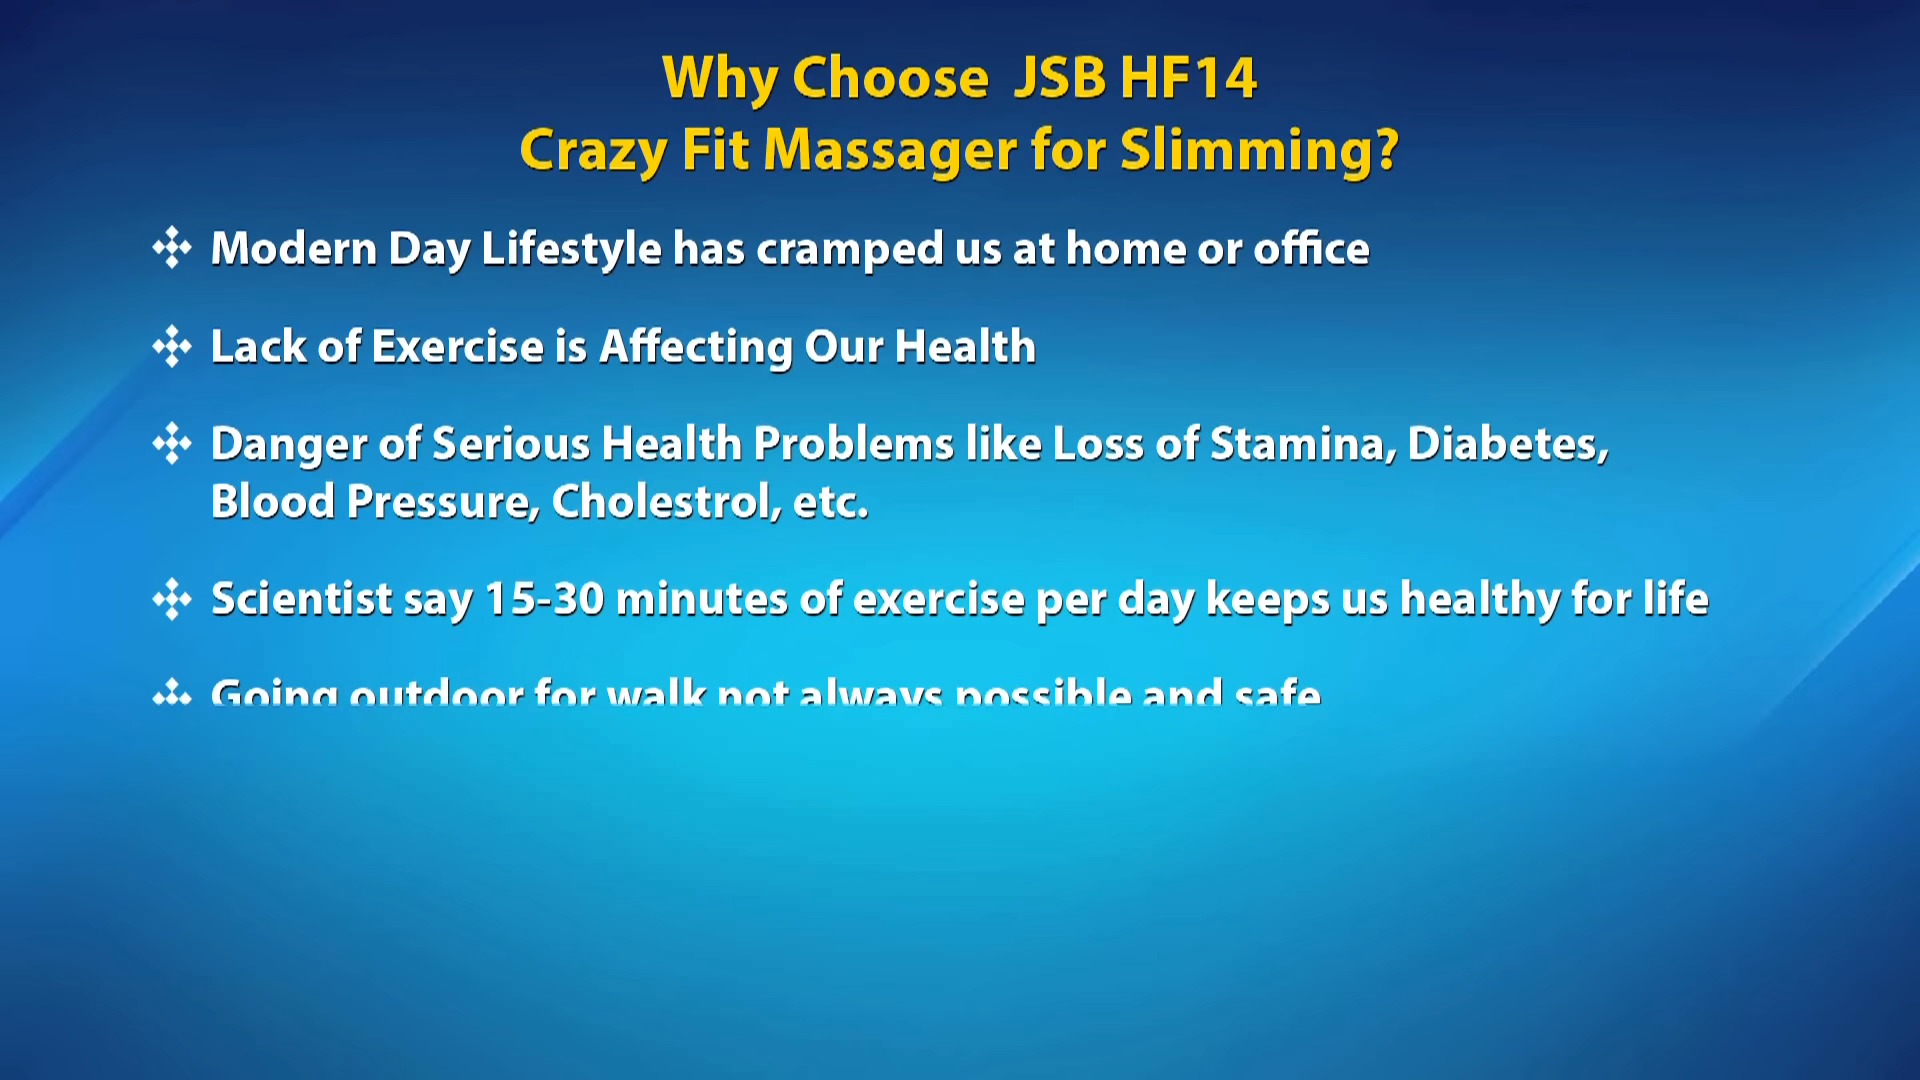 Why Choose JSB HF14
Crazy Fit Massager for Slimming?
Modern Day Lifestyle has cramped us at home or office
Lack of Exercise is Affecting Our Health
Danger of Serious Health Problems like Loss of Stamina, Diabetes,
Blood Pressure, Cholestrol, etc.
Scientist say 15-30 minutes of exercise per day keeps us healthy for life
Going outdoor for walk not always possible and safe